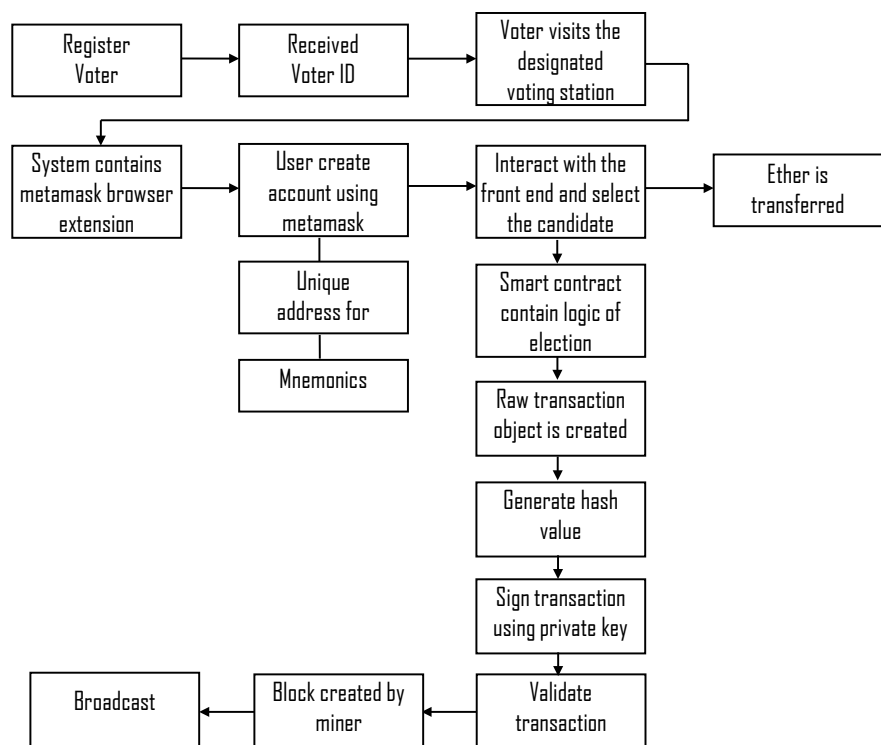 Register
Voter
Received
Voter ID
Voter visits the
designated
voting station
System contains
metamask browser
extension
User create
account using
metamask
Interact with the
front end and select
the candidate
Ether is
transferred
Unique
address for
Mnemonics
Smart contract
contain logic of
election
Raw transaction
object is created
Generate hash
value
Sign transaction
using private key
Validate
transaction
Block created by
miner
Broadcast